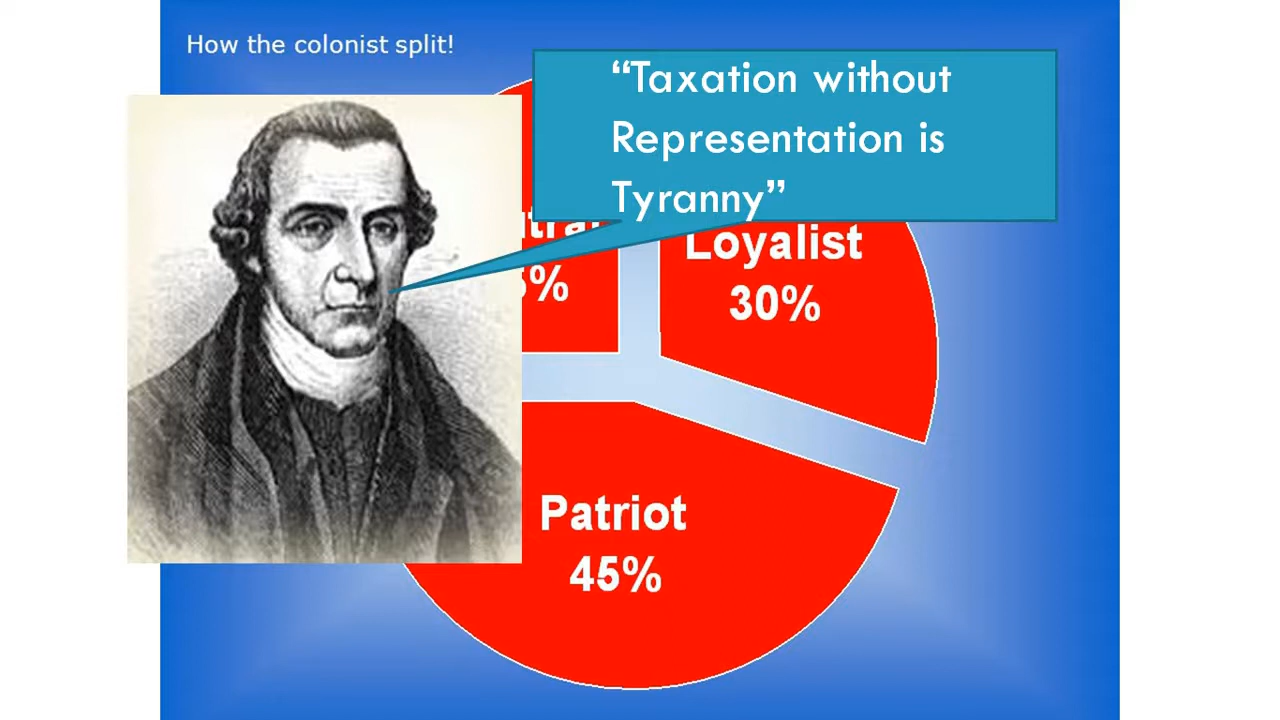 How the colonist split!
“Taxation without
Representation is
Tyranny”
Loyalist
30%
Patriot
45%